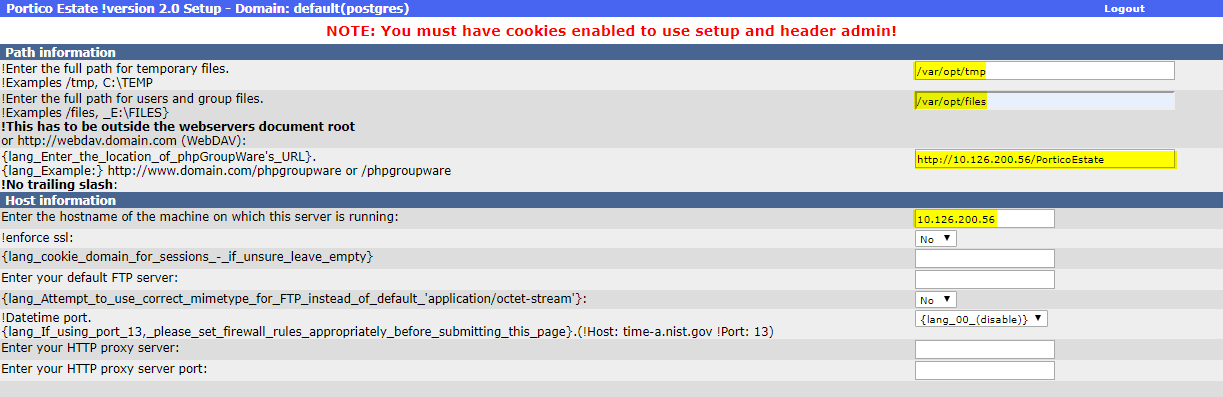 Portico Estate !version 2.0 Setup - Domain: default(postgres) Logout
NOTE: You must have cookies enabled to use setup and header admin!
Path information
!Enter the full path for temporary files.
!Examples /tmp, C:\TEMP
/var/opt/tmp
!Enter the full path for users and group files.
!Examples /files, _E:\FILES}
!This has to be outside the webservers document root
or http://webdav.domain.com (WebDAV):
/var/opt/files
{lang_Enter_the_location_of_phpGroupWare's_URL}.
{lang_Example:} http://www.domain.com/phpgroupware or /phpgroupware
!No trailing slash:
http://10.126.200.56/PorticoEstate
Host information
Enter the hostname of the machine on which this server is running: 10.126.200.56
!enforce ssl: No
{lang_cookie_domain_for_sessions_-_if_unsure_leave_empty}
Enter your default FTP server:
{lang_Attempt_to_use_correct_mimetype_for_FTP_instead_of_default_'application/octet-stream'}: No
!Datetime port.
{lang_If_using_port_13,_please_set_firewall_rules_appropriately_before_submitting_this_page}.(!Host: time-a.nist.gov !Port: 13)
{lang_00_(disable)}
Enter your HTTP proxy server:
Enter your HTTP proxy server port: